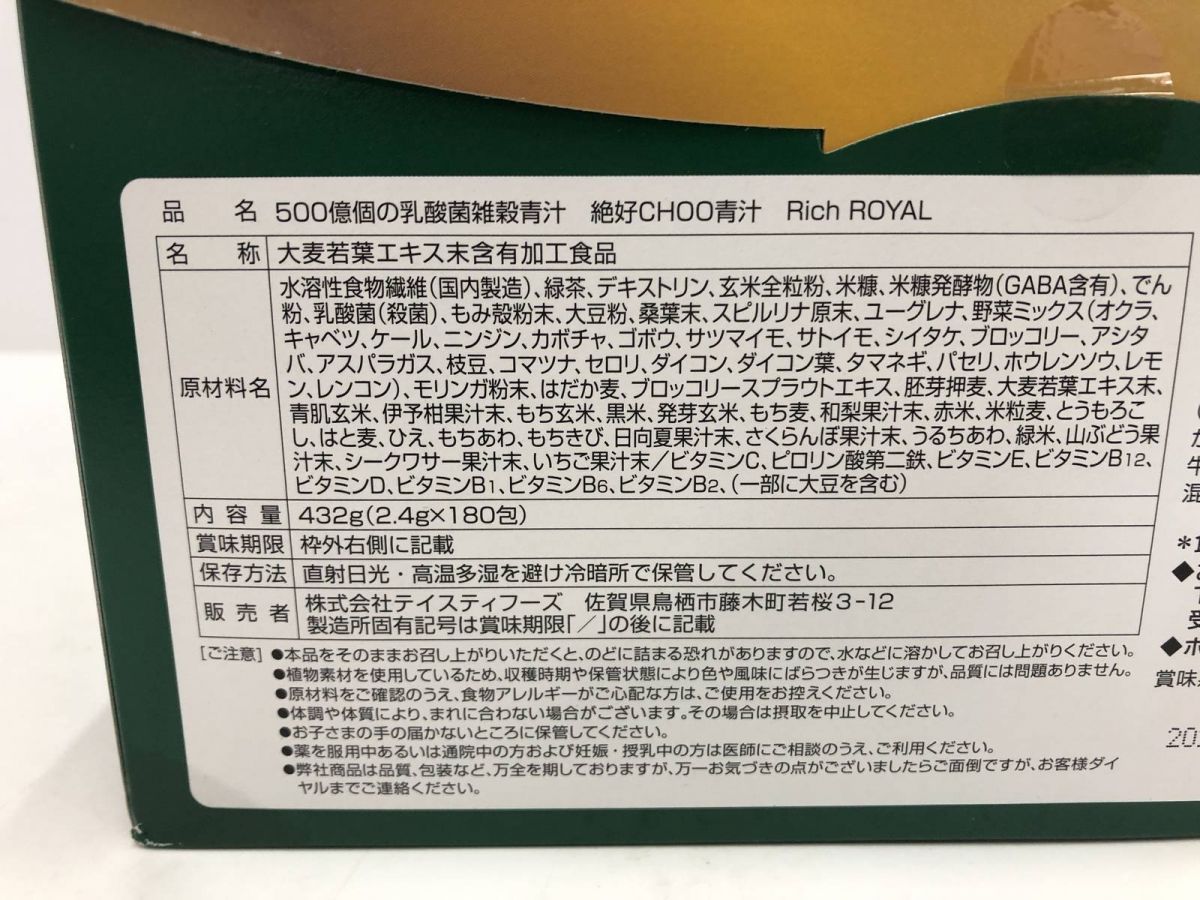 品 名 500億個の乳酸菌雑穀青汁 絶好CHOO青汁 Rich ROYAL
名 称 大麦若葉エキス末含有加工食品
原材料名
水溶性食物繊維(国内製造)、緑茶、デキストリン、玄米全粒粉、米糠、米糠発酵物(GABA含有)、でん
粉、乳酸菌(殺菌)、もみ殻粉末、大豆粉、桑葉末、スピルリナ原末、ユーグレナ、野菜ミックス(オクラ、
キャベツ、ケール、ニンジン、カボチャ、ゴボウ、サツマイモ、サトイモ、シイタケ、ブロッコリー、アシタ
バ、アスパラガス、枝豆、コマツナ、セロリ、ダイコン、ダイコン葉、タマネギ、パセリ、ホウレンソウ、レモ
ン、レンコン)、モリンガ粉末、はだか麦、ブロッコリースプラウトエキス、胚芽押麦、大麦若葉エキス末、
青肌玄米、伊予柑果汁末、もち玄米、黒米、発芽玄米、もち麦、和梨果汁末、赤米、米粒麦、とうもろこ
し、はと麦、ひえ、もちあわ、もちきび、日向夏果汁末、さくらんぼ果汁末、うるちあわ、緑米、山ぶどう果
汁末、シークワサー果汁末、いちご果汁末/ビタミンC、ピロリン酸第二鉄、ビタミンE、ビタミンB12、
ビタミンD、ビタミンB1、ビタミンB6、ビタミンB2、(一部に大豆を含む)
内容量 432g(2.4g×180包)
賞味期限 枠外右側に記載
保存方法 直射日光・高温多湿を避け冷暗所で保管してください。
販売者 株式会社テイスティフーズ 佐賀県鳥栖市藤木町若桜3-12
製造所固有記号は賞味期限「/」の後に記載
[ご注意] ●本品をそのままお召し上がりいただくと、のどに詰まる恐れがありますので、水などに溶かしてお召し上がりください。
●植物素材を使用しているため、収穫時期や保管状態により色や風味にばらつきが生じますが、品質には問題ありません。
●原材料をご確認のうえ、食物アレルギーがご心配な方は、ご使用をお控えください。
●体調や体質により、まれに合わない場合がございます。その場合は摂取を中止してください。
●お子さまの手の届かないところに保管してください。
●薬を服用中あるいは通院中の方および妊娠・授乳中の方は医師にご相談のうえ、ご利用ください。
●弊社商品は品質、包装など、万全を期しておりますが、万一お気づきの点がございましたらご面倒ですが、お客様ダイ
ヤルまでご連絡ください。
混
◆
受
◆
賞味